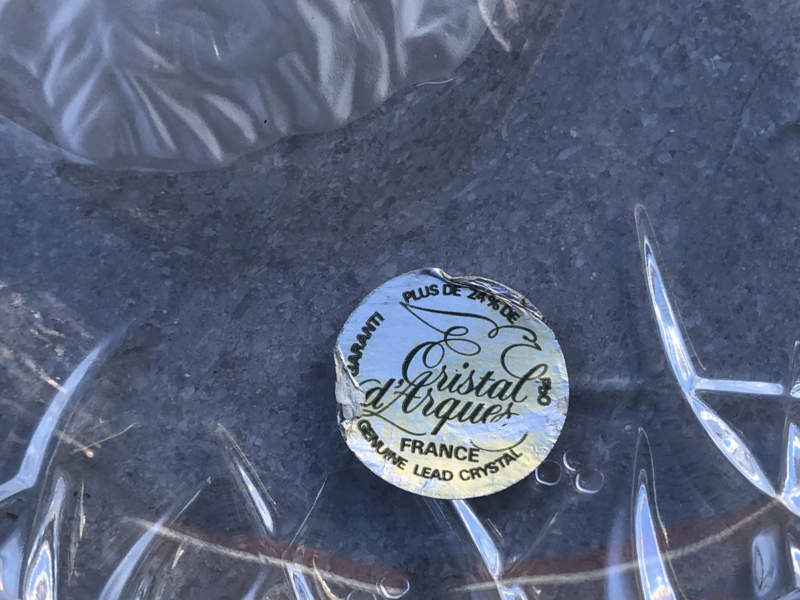 GARANTI PLUS DE 24% DE PbO
Cristal
d'Arques
FRANCE
GENUINE LEAD CRYSTAL